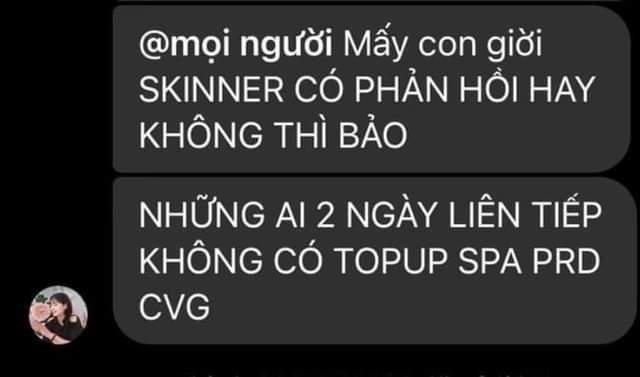 @mọi người Mấy con giời
SKINNER CÓ PHẢN HỒI HAY
KHÔNG THÌ BẢO
NHỮNG AI 2 NGÀY LIÊN TIẾP
KHÔNG CÓ TOPUP SPA PRD
CVG